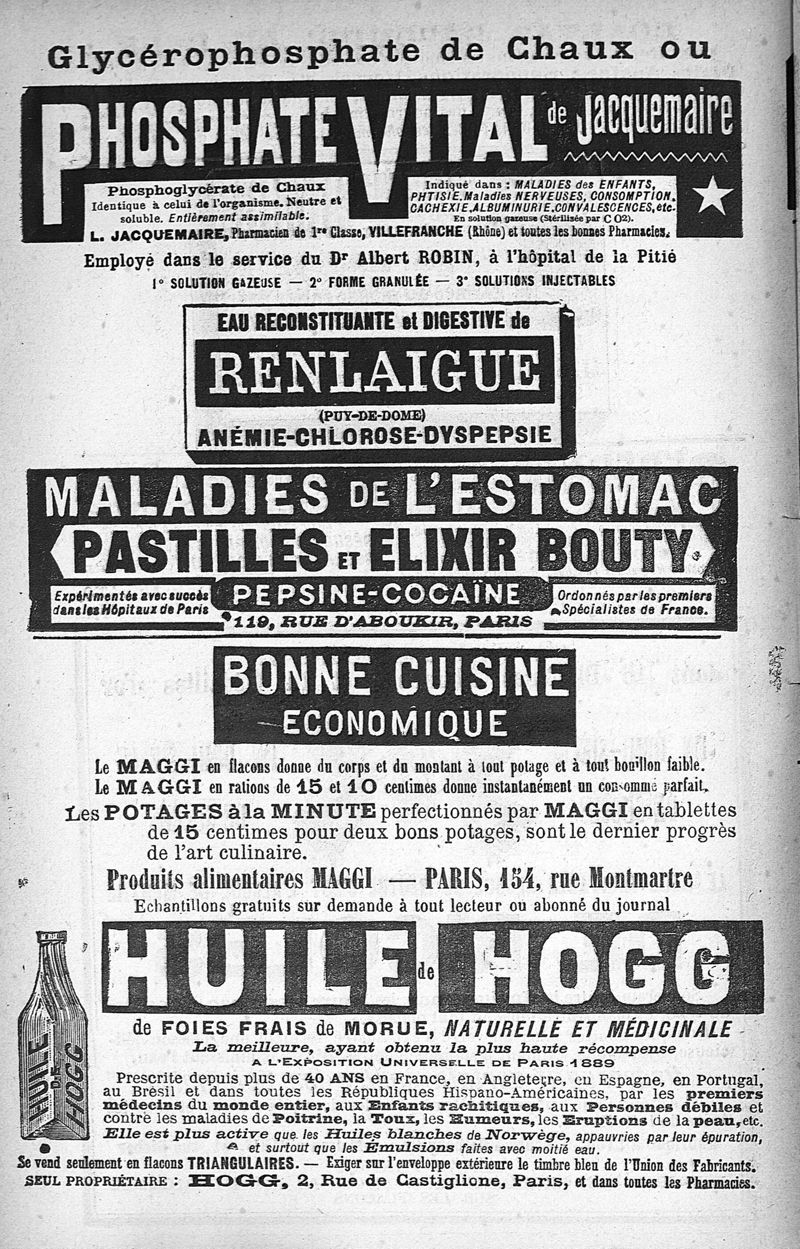 Glycérophosphate de Chaux ou
PHOSPHATE VITAL de Jacquemaire
Phosphoglycérate de Chaux
Identique à celui de l'organisme. Neutre et
soluble. Entièrement assimilable.
Indiqué dans : MALADIES des ENFANTS,
PHTISIE. Maladies NERVEUSES, CONSOMPTION,
CACHEXIE, ALBUMINURIE, CONVALESCENCES, etc.
En solution gazeuse (Stérilisée par C O2).
L. JACQUEMAIRE, Pharmacien de 1re Classe, VILLEFRANCHE (Rhône) et toutes les bonnes Pharmacies.
Employé dans le service du Dr Albert ROBIN, à l'hôpital de la Pitié
1° SOLUTION GAZEUSE — 2° FORME GRANULÉE — 3° SOLUTIONS INJECTABLES
EAU RECONSTITUANTE et DIGESTIVE de
RENLAIGUE
(PUY-DE-DOME)
ANÉMIE-CHLOROSE-DYSPEPSIE
MALADIES DE L'ESTOMAC
PASTILLES ET ELIXIR BOUTY
Expérimentés avec succès
dans les Hôpitaux de Paris
PEPSINE-COCAÏNE
Ordonnés par les premiers
Spécialistes de France.
119, RUE D'ABOUKIR, PARIS
BONNE CUISINE
ECONOMIQUE
Le MAGGI en flacons donne du corps et du montant à tout potage et à tout bouillon faible.
Le MAGGI en rations de 15 et 10 centimes donne instantanément un consommé parfait.
Les POTAGES à la MINUTE perfectionnés par MAGGI en tablettes
de 15 centimes pour deux bons potages, sont le dernier progrès
de l'art culinaire.
Produits alimentaires MAGGI — PARIS, 154, rue Montmartre
Echantillons gratuits sur demande à tout lecteur ou abonné du journal
HUILE de HOGG
HUILE
DE
HOGG
de FOIES FRAIS de MORUE, NATURELLE ET MÉDICINALE
La meilleure, ayant obtenu la plus haute récompense
A L'EXPOSITION UNIVERSELLE DE PARIS 1889
Prescrite depuis plus de 40 ANS en France, en Angleterre, en Espagne, en Portugal,
au Brésil et dans toutes les Républiques Hispano-Américaines, par les premiers
médecins du monde entier, aux Enfants rachitiques, aux Personnes débiles et
contre les maladies de Poitrine, la Toux, les Humeurs, les Eruptions de la peau, etc.
Elle est plus active que les Huiles blanches de Norwège, appauvries par leur épuration,
et surtout que les Emulsions faites avec moitié eau.
Se vend seulement en flacons TRIANGULAIRES. — Exiger sur l'enveloppe extérieure le timbre bleu de l'Union des Fabricants.
SEUL PROPRIÉTAIRE : HOGG, 2, Rue de Castiglione, Paris, et dans toutes les Pharmacies.